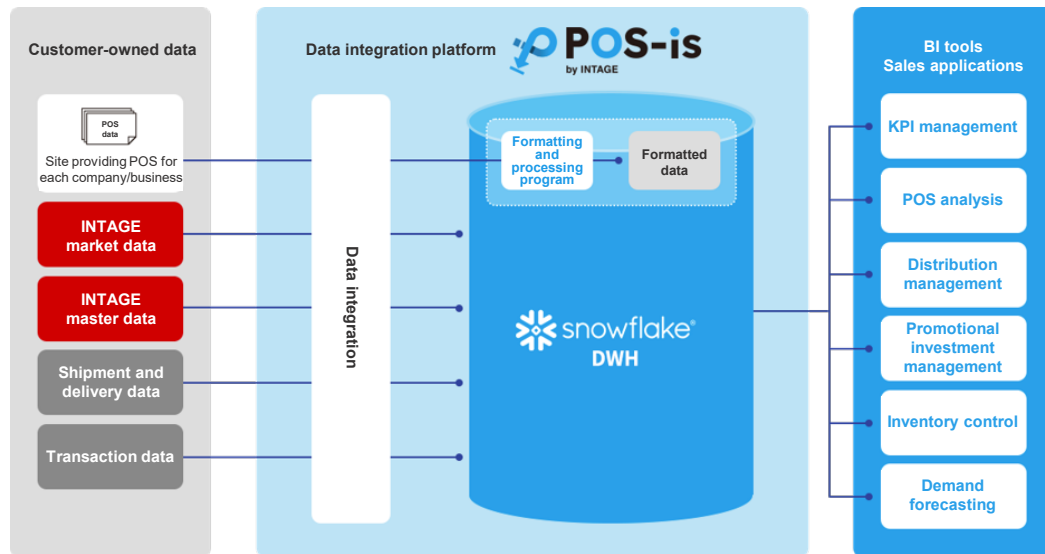 Customer-owned data
POS
data
Site providing POS for
each company/business
INTAGE
market data
INTAGE
master data
Shipment and
delivery data
Transaction data
Data integration platform
POS-is
by INTAGE
Data integration
Formatting
and
processing
program
Formatted
data
snowflake®
DWH
BI tools
Sales applications
KPI management
POS analysis
Distribution
management
Promotional
investment
management
Inventory control
Demand
forecasting